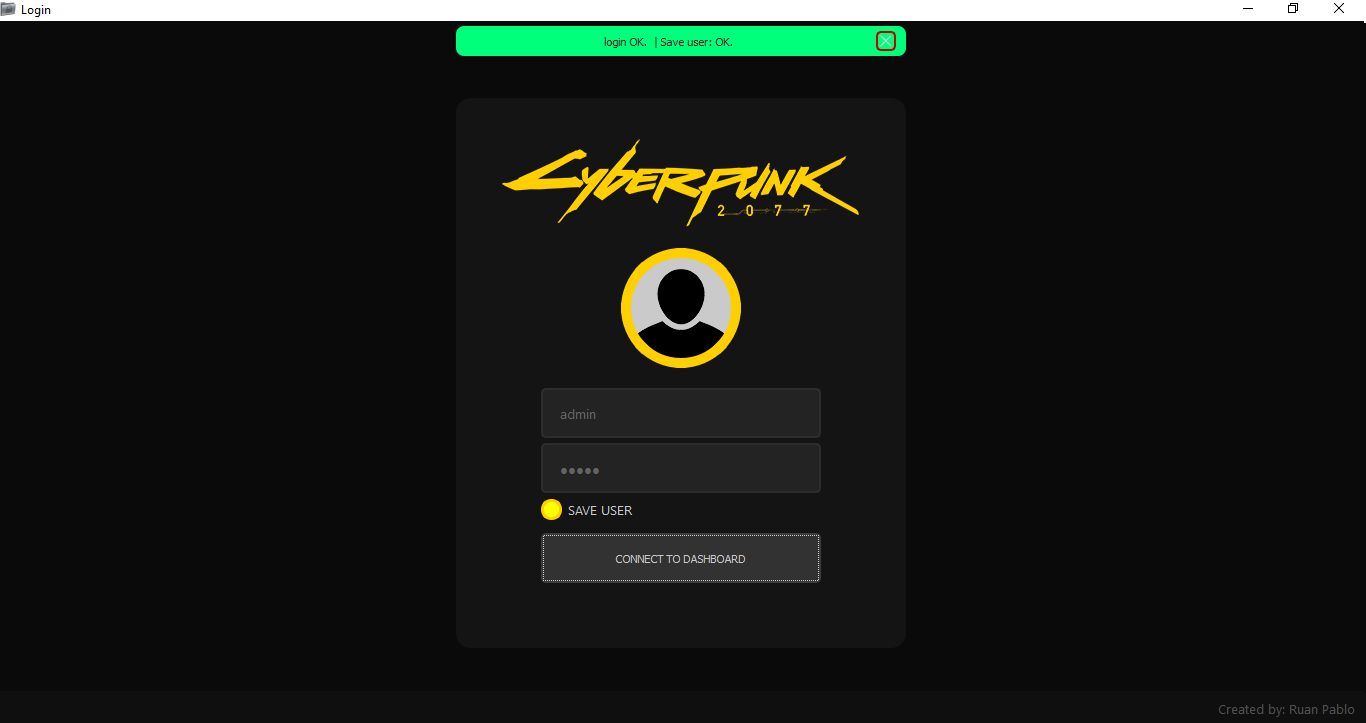 Login
login OK.  | Save user: OK.
CYBERPUNK
2077
admin
SAVE USER
CONNECT TO DASHBOARD
Created by: Ruan Pablo